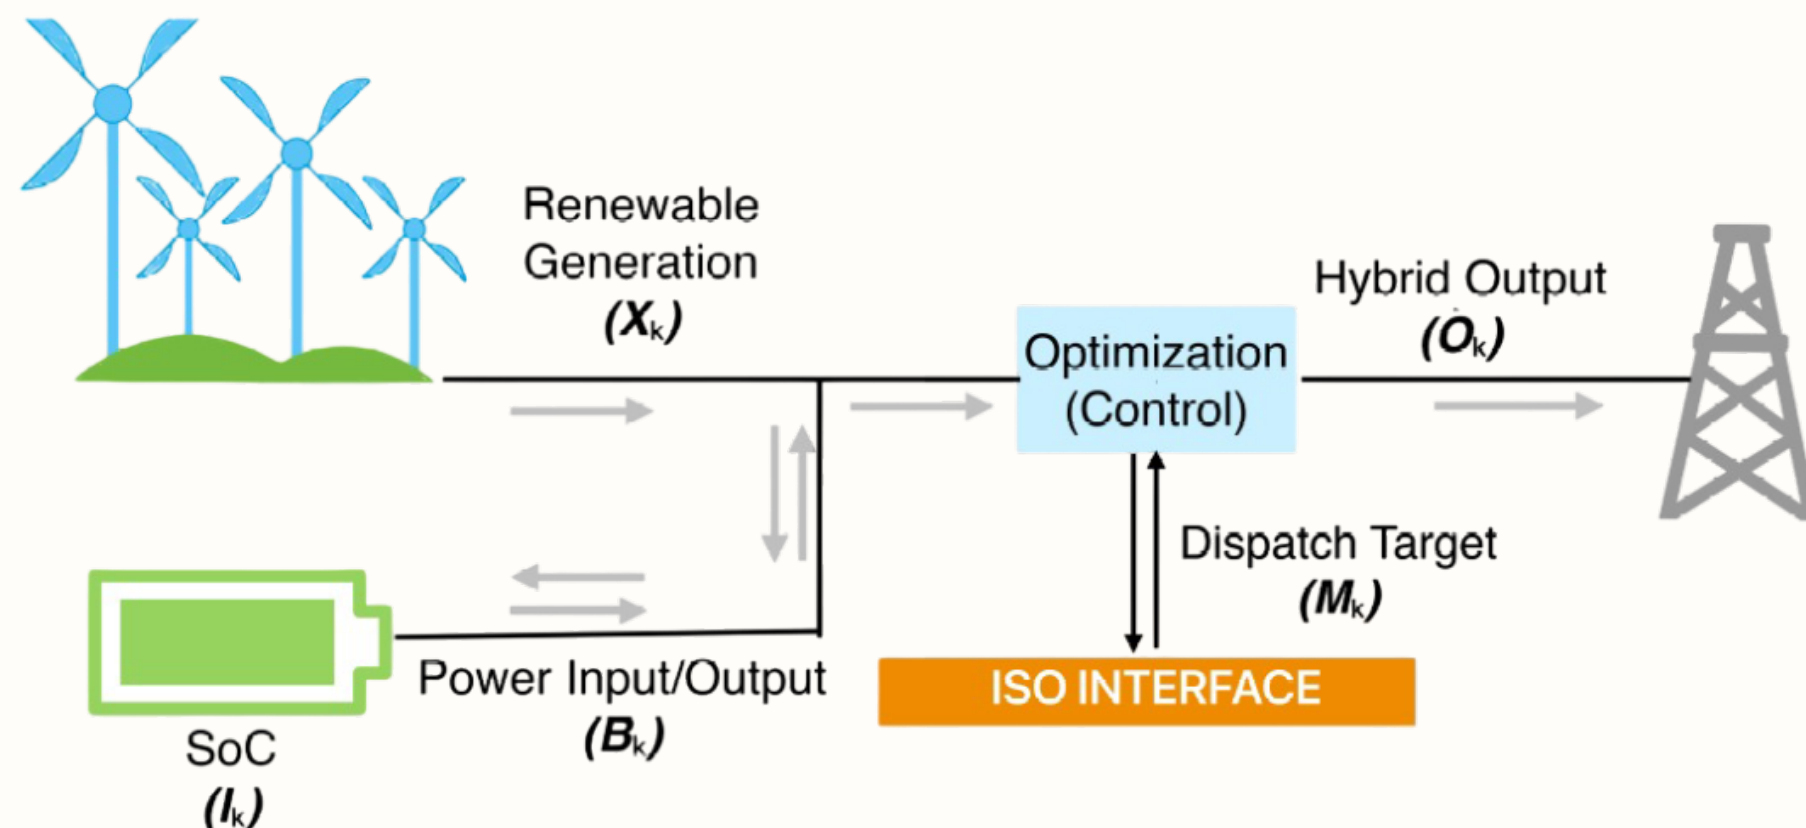 Renewable
Generation
(Xk)
Hybrid Output
(Ok)
Optimization
(Control)
Dispatch Target
(Mk)
ISO INTERFACE
Power Input/Output
(Bk)
SoC
(Ik)